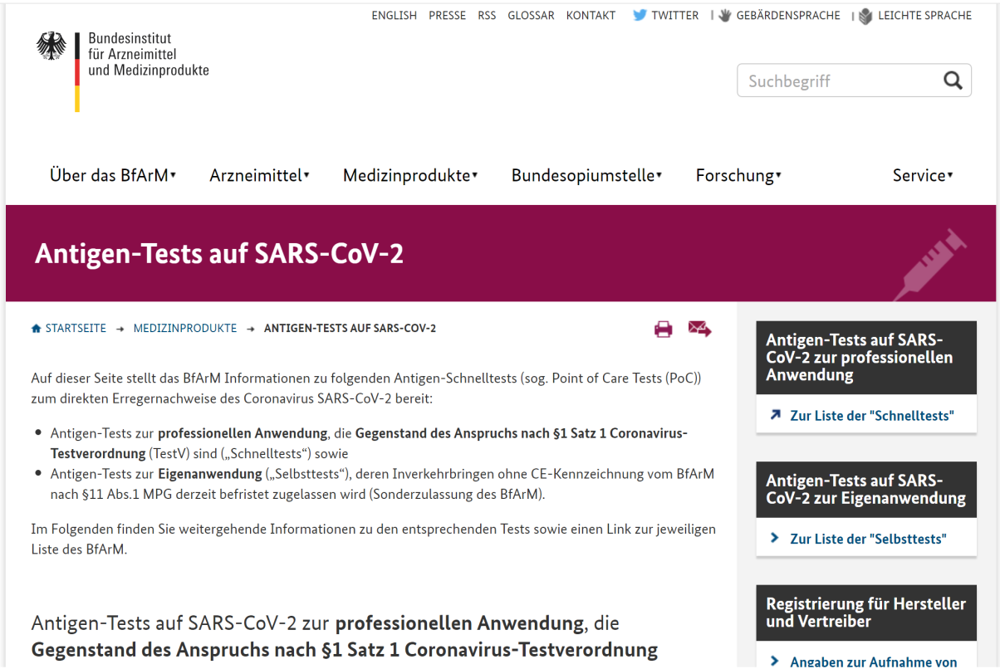 ENGLISH PRESSE RSS GLOSSAR KONTAKT TWITTER | GEBÄRDENSPRACHE | LEICHTE SPRACHE
Bundesinstitut
für Arzneimittel
und Medizinprodukte
Suchbegriff
Über das BfArM▾ Arzneimittel▾ Medizinprodukte▾ Bundesopiumstelle▾ Forschung▾ Service▾
Antigen-Tests auf SARS-CoV-2
STARTSEITE → MEDIZINPRODUKTE → ANTIGEN-TESTS AUF SARS-COV-2
Auf dieser Seite stellt das BfArM Informationen zu folgenden Antigen-Schnelltests (sog. Point of Care Tests (PoC))
zum direkten Erregernachweise des Coronavirus SARS-CoV-2 bereit:
• Antigen-Tests zur professionellen Anwendung, die Gegenstand des Anspruchs nach §1 Satz 1 Coronavirus-
Testverordnung (TestV) sind („Schnelltests“) sowie
• Antigen-Tests zur Eigenanwendung („Selbsttests“), deren Inverkehrbringen ohne CE-Kennzeichnung vom BfArM
nach §11 Abs.1 MPG derzeit befristet zugelassen wird (Sonderzulassung des BfArM).
Im Folgenden finden Sie weitergehende Informationen zu den entsprechenden Tests sowie einen Link zur jeweiligen
Liste des BfArM.
Antigen-Tests auf SARS-CoV-2 zur professionellen Anwendung, die
Gegenstand des Anspruchs nach §1 Satz 1 Coronavirus-Testverordnung
Antigen-Tests auf SARS-
CoV-2 zur professionellen
Anwendung
Zur Liste der "Schnelltests"
Antigen-Tests auf SARS-
CoV-2 zur Eigenanwendung
Zur Liste der "Selbsttests"
Registrierung für Hersteller
und Vertreiber
Angaben zur Aufnahme von